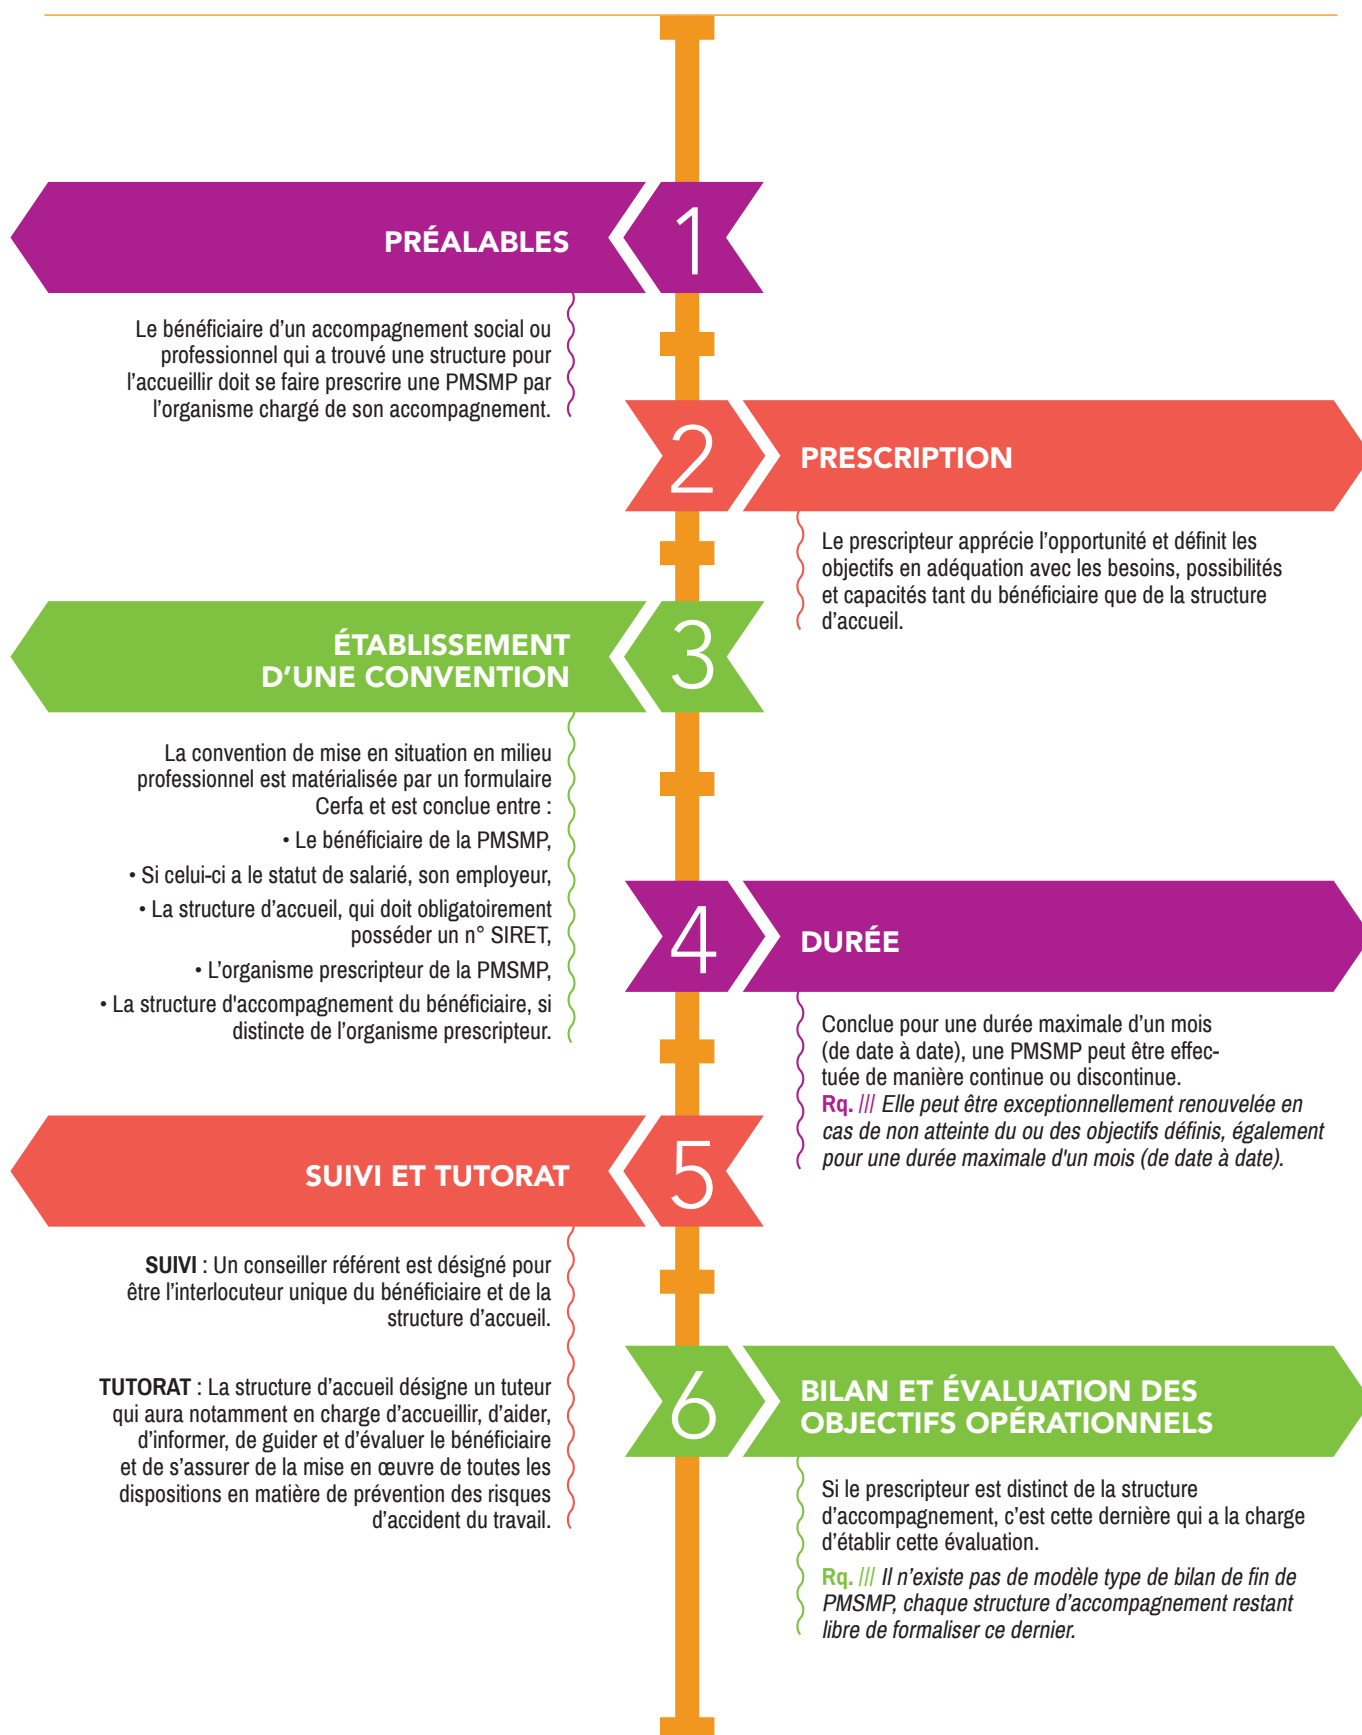 1
PRÉALABLES
Le bénéficiaire d’un accompagnement social ou
professionnel qui a trouvé une structure pour
l’accueillir doit se faire prescrire une PMSMP par
l’organisme chargé de son accompagnement.
2
PRESCRIPTION
Le prescripteur apprécie l’opportunité et définit les
objectifs en adéquation avec les besoins, possibilités
et capacités tant du bénéficiaire que de la structure
d’accueil.
3
ÉTABLISSEMENT
D’UNE CONVENTION
La convention de mise en situation en milieu
professionnel est matérialisée par un formulaire
Cerfa et est conclue entre :
• Le bénéficiaire de la PMSMP,
• Si celui-ci a le statut de salarié, son employeur,
• La structure d’accueil, qui doit obligatoirement
posséder un n° SIRET,
• L’organisme prescripteur de la PMSMP,
• La structure d'accompagnement du bénéficiaire, si
distincte de l’organisme prescripteur.
4
DURÉE
Conclue pour une durée maximale d’un mois
(de date à date), une PMSMP peut être effec-
tuée de manière continue ou discontinue.
Rq. /// Elle peut être exceptionnellement renouvelée en
cas de non atteinte du ou des objectifs définis, également
pour une durée maximale d'un mois (de date à date).
5
SUIVI ET TUTORAT
SUIVI : Un conseiller référent est désigné pour
être l’interlocuteur unique du bénéficiaire et de la
structure d’accueil.
TUTORAT : La structure d’accueil désigne un tuteur
qui aura notamment en charge d’accueillir, d’aider,
d’informer, de guider et d’évaluer le bénéficiaire
et de s’assurer de la mise en œuvre de toutes les
dispositions en matière de prévention des risques
d’accident du travail.
6
BILAN ET ÉVALUATION DES
OBJECTIFS OPÉRATIONNELS
Si le prescripteur est distinct de la structure
d’accompagnement, c’est cette dernière qui a la charge
d’établir cette évaluation.
Rq. /// Il n’existe pas de modèle type de bilan de fin de
PMSMP, chaque structure d’accompagnement restant
libre de formaliser ce dernier.